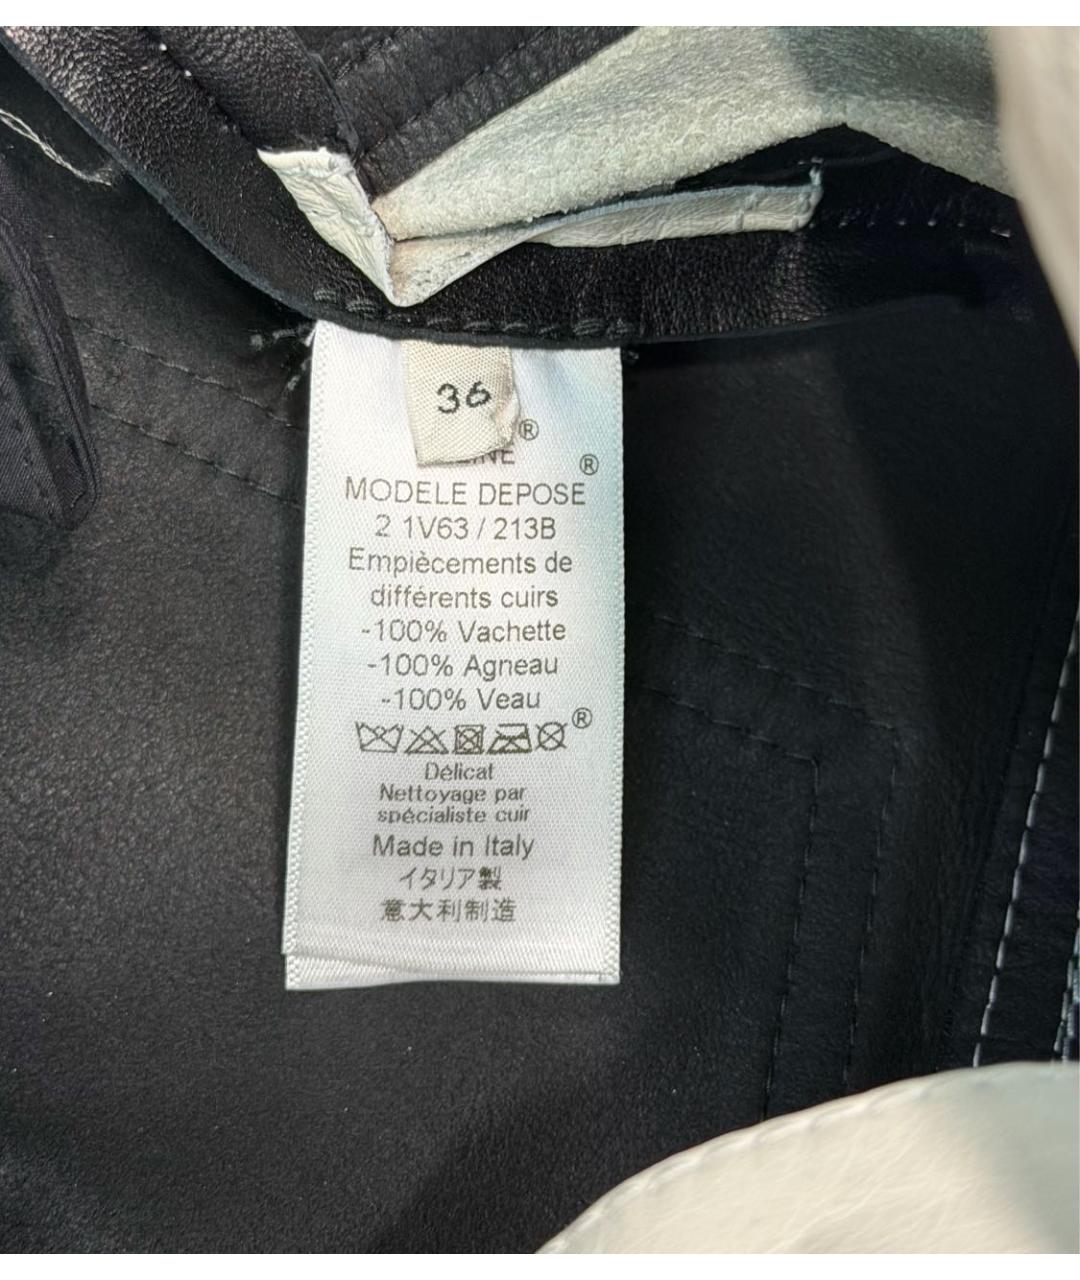 36
®
®
MODELE DEPOSE
2 1V63 / 213B
Empiècements de
différents cuirs
-100% Vachette
-100% Agneau
-100% Veau
®
Délicat
Nettoyage par
spécialiste cuir
Made in Italy
イタリア製
意大利制造